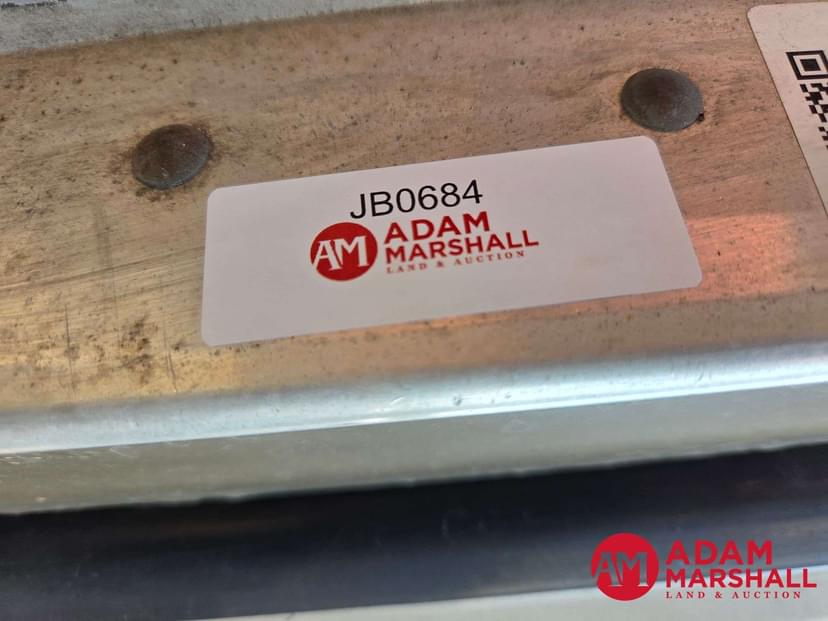 JB0684
AM
ADAM
MARSHALL
LAND & AUCTION
AM
ADAM
MARSHALL
LAND & AUCTION